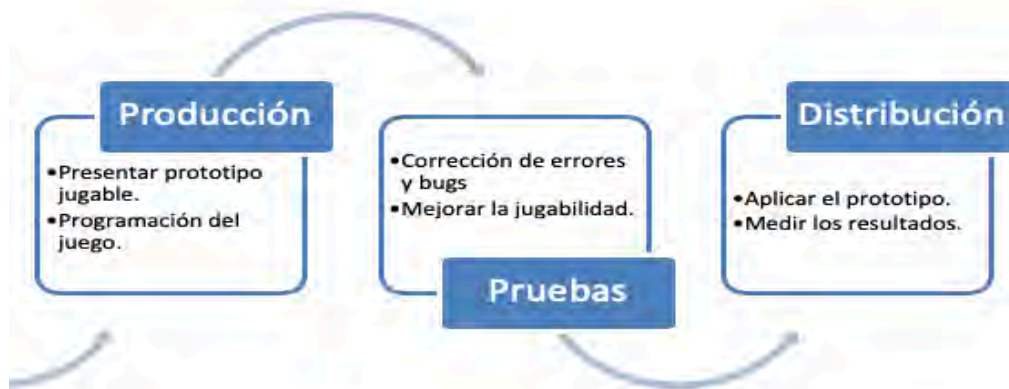 Producción
•Presentar prototipo
jugable.
•Programación del
juego.
•Corrección de errores
y bugs
•Mejorar la jugabilidad.
Pruebas
Distribución
•Aplicar el prototipo.
•Medir los resultados.